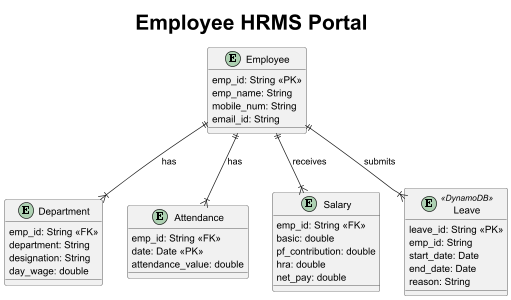 Employee HRMS Portal
E Employee
emp_id: String «PK»
emp_name: String
mobile_num: String
email_id: String
has
has
receives
submits
E Department
emp_id: String «FK»
department: String
designation: String
day_wage: double
E Attendance
emp_id: String «FK»
date: Date «PK»
attendance_value: double
E Salary
emp_id: String «FK»
basic: double
pf_contribution: double
hra: double
net_pay: double
«DynamoDB»
E Leave
leave_id: String «PK»
emp_id: String
start_date: Date
end_date: Date
reason: String